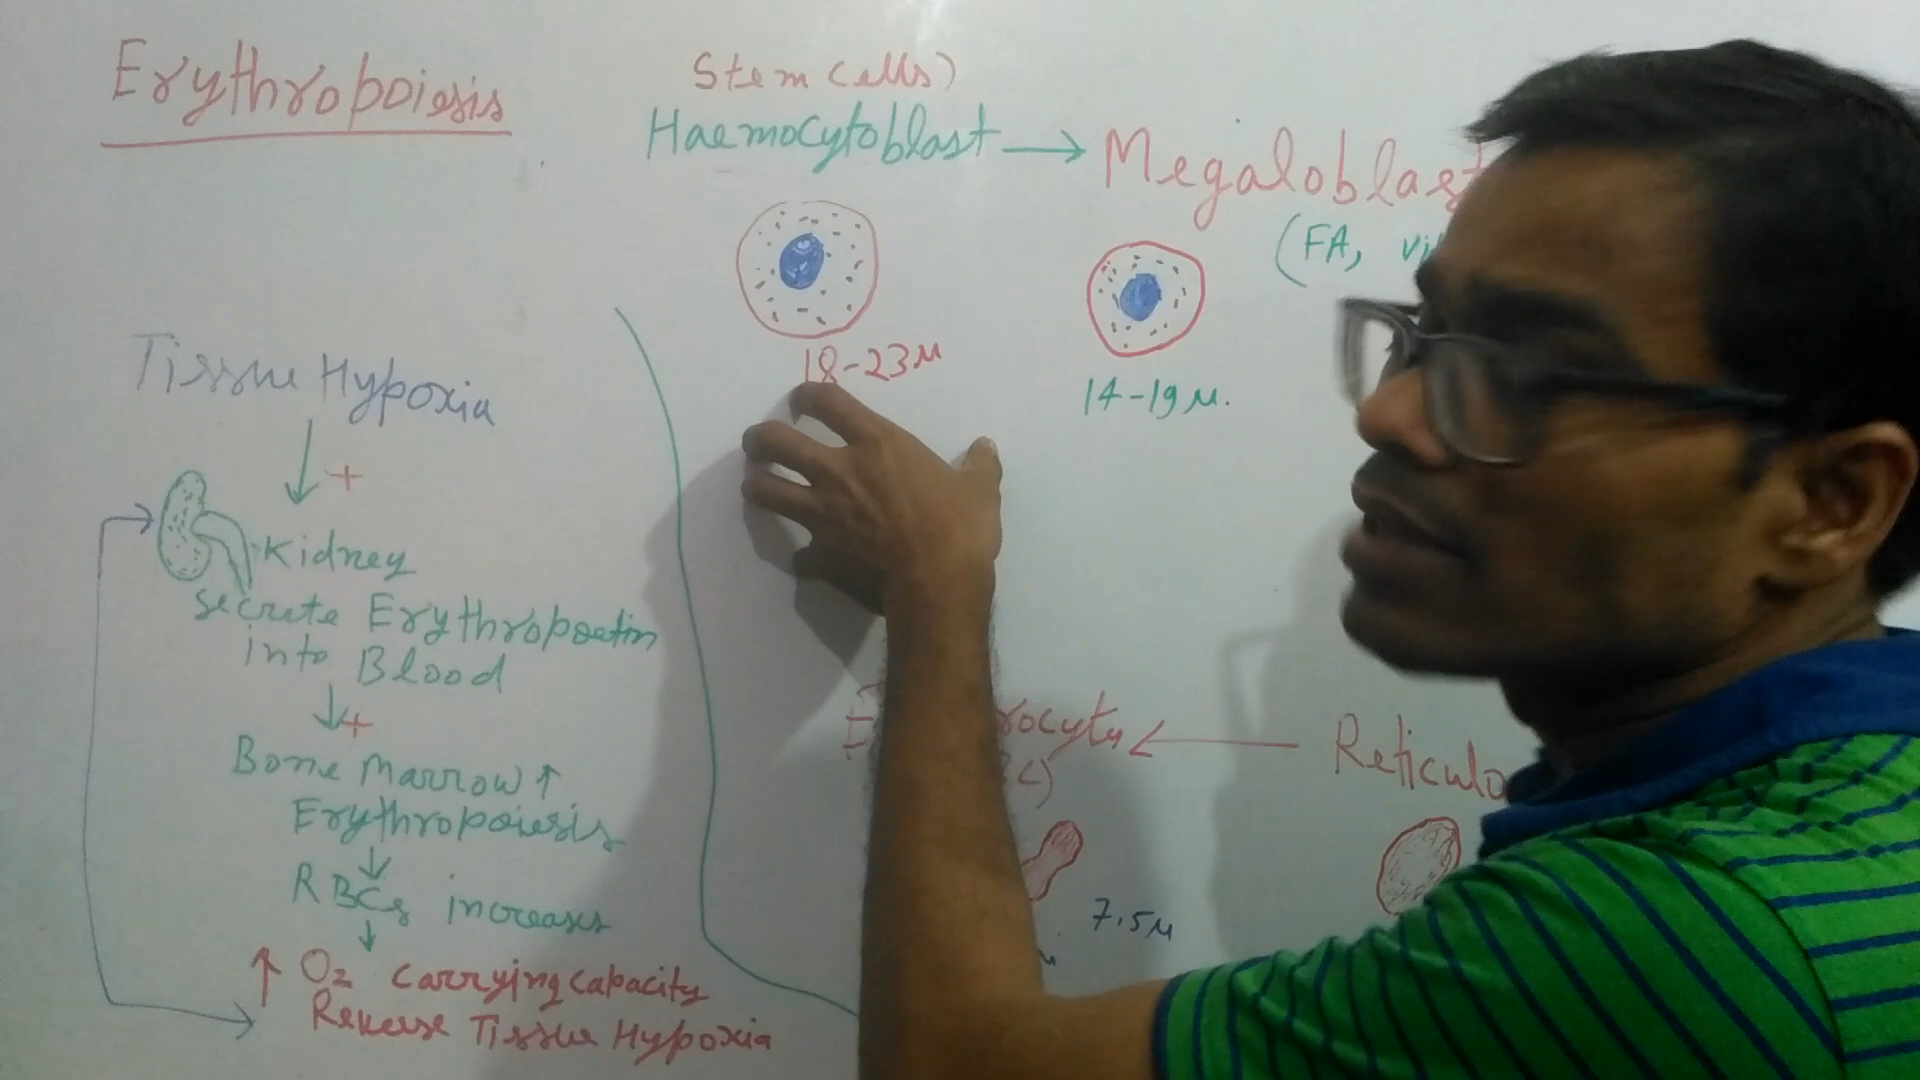 Erythropoiesis
Stem Cells)
Haemocytoblast → Megaloblast
(FA,
18-23μ
14-19μ.
Tissue Hypoxia
↓ +
Kidney
Secrete Erythropoetin
into Blood
↓+
Bone Marrow ↑
Erythropoiesis
↓
RBCs increases
↓
↑ O2 carrying capacity
Reverse Tissue Hypoxia
←
7.5μ